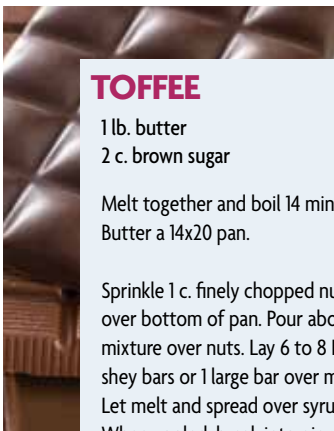 TOFFEE
1 lb. butter
2 c. brown sugar
Melt together and boil 14 min
Butter a 14x20 pan.
Sprinkle 1 c. finely chopped nu
over bottom of pan. Pour abo
mixture over nuts. Lay 6 to 8
shey bars or 1 large bar over m
Let melt and spread over syru